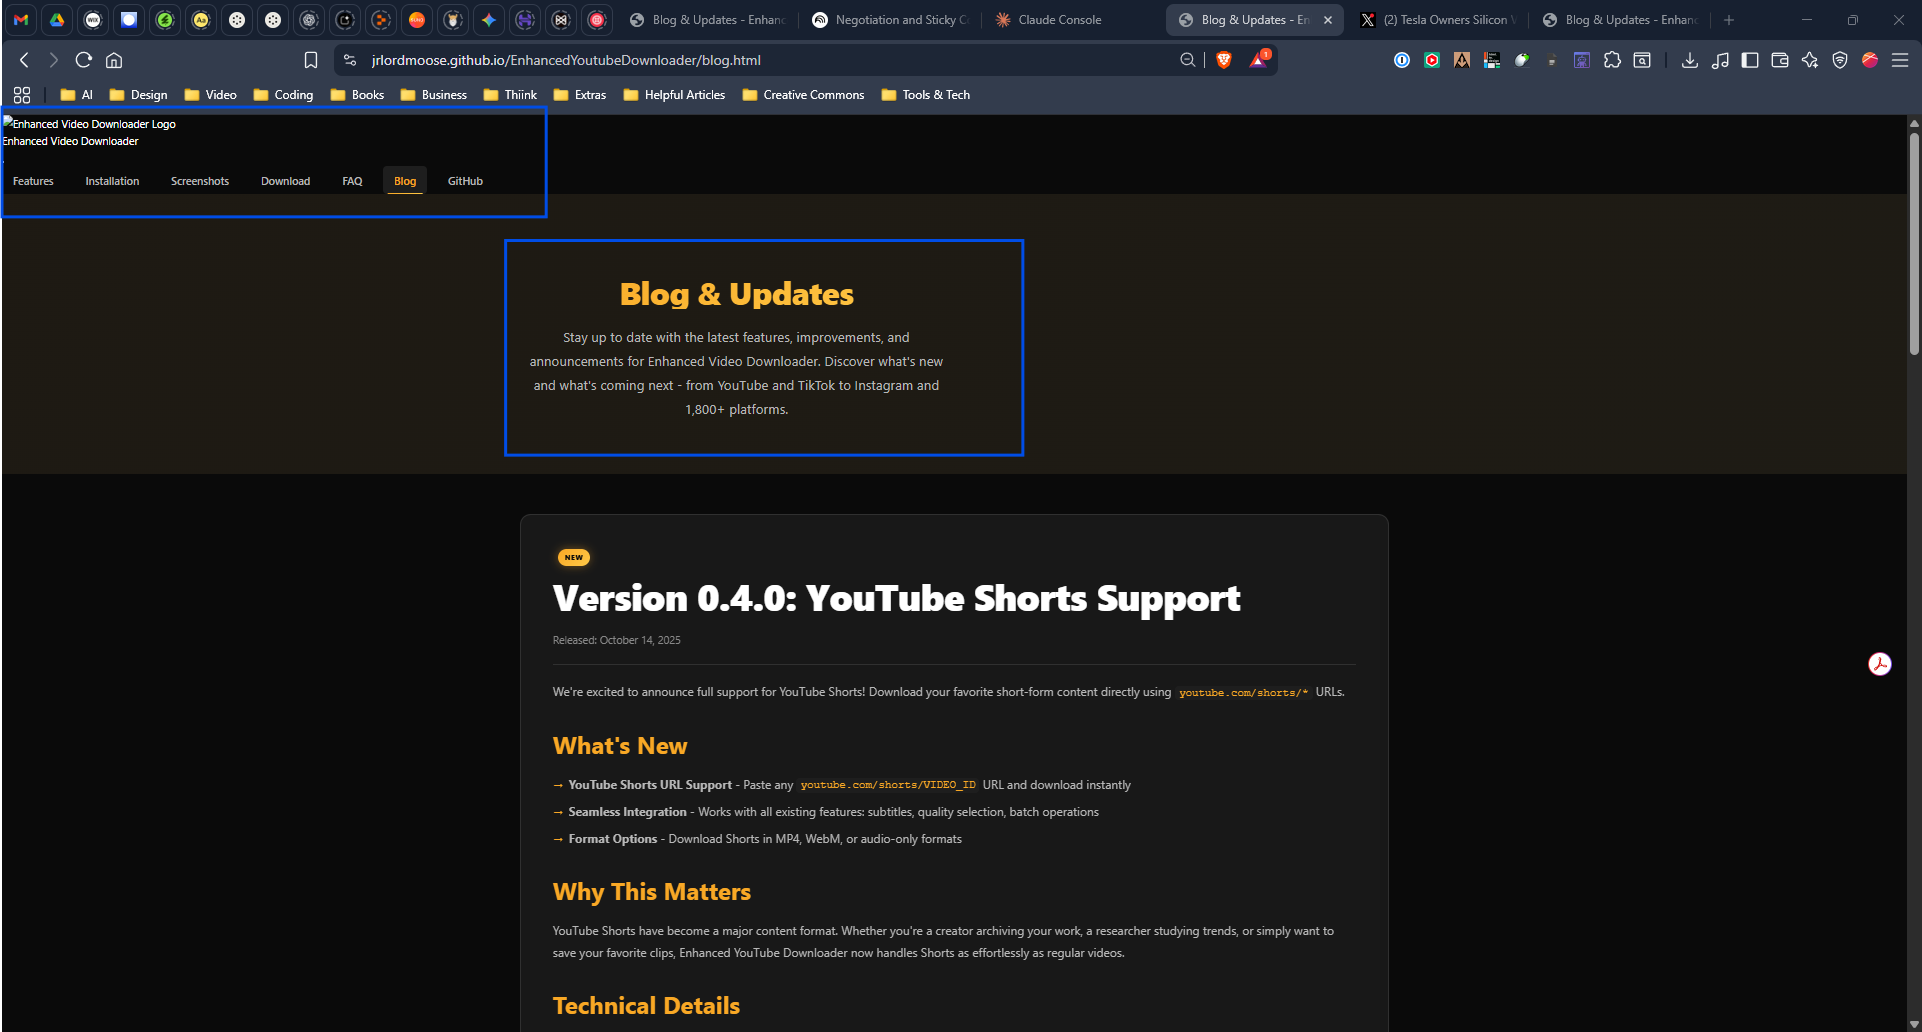 Blog & Updates - Enhanc
Negotiation and Sticky Co
Claude Console
Blog & Updates - En
(2) Tesla Owners Silicon V
Blog & Updates - Enhanc
jrlordmoose.github.io/EnhancedYoutubeDownloader/blog.html
1
AI
Design
Video
Coding
Books
Business
Thiink
Extras
Helpful Articles
Creative Commons
Tools & Tech
Enhanced Video Downloader Logo
Enhanced Video Downloader
Features
Installation
Screenshots
Download
FAQ
Blog
GitHub
Blog & Updates
Stay up to date with the latest features, improvements, and
announcements for Enhanced Video Downloader. Discover what's new
and what's coming next - from YouTube and TikTok to Instagram and
1,800+ platforms.
NEW
Version 0.4.0: YouTube Shorts Support
Released: October 14, 2025
We're excited to announce full support for YouTube Shorts! Download your favorite short-form content directly using youtube.com/shorts/* URLs.
What's New
→ YouTube Shorts URL Support - Paste any youtube.com/shorts/VIDEO_ID URL and download instantly
→ Seamless Integration - Works with all existing features: subtitles, quality selection, batch operations
→ Format Options - Download Shorts in MP4, WebM, or audio-only formats
Why This Matters
YouTube Shorts have become a major content format. Whether you're a creator archiving your work, a researcher studying trends, or simply want to
save your favorite clips, Enhanced YouTube Downloader now handles Shorts as effortlessly as regular videos.
Technical Details